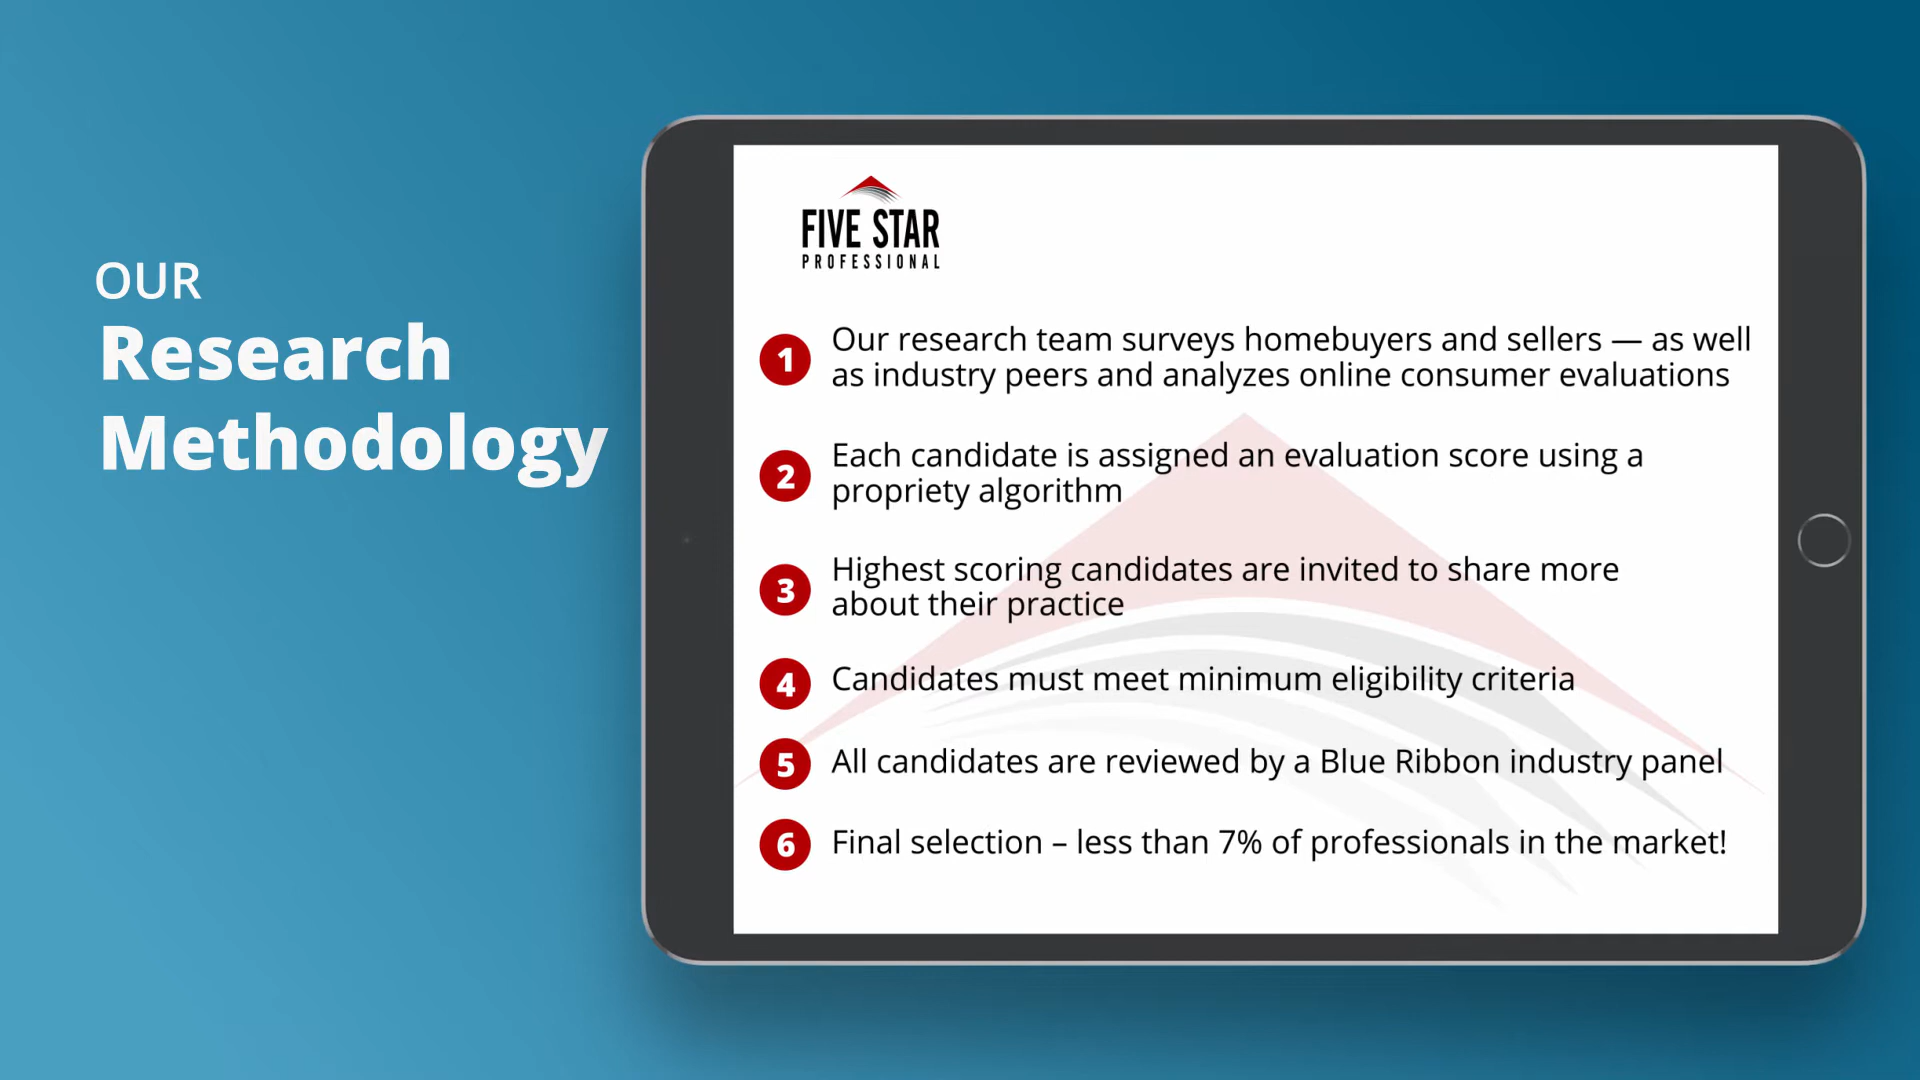 OUR
Research
Methodology
FIVE STAR
PROFESSIONAL
1 Our research team surveys homebuyers and sellers — as well
as industry peers and analyzes online consumer evaluations
2 Each candidate is assigned an evaluation score using a
propriety algorithm
3 Highest scoring candidates are invited to share more
about their practice
4 Candidates must meet minimum eligibility criteria
5 All candidates are reviewed by a Blue Ribbon industry panel
6 Final selection – less than 7% of professionals in the market!